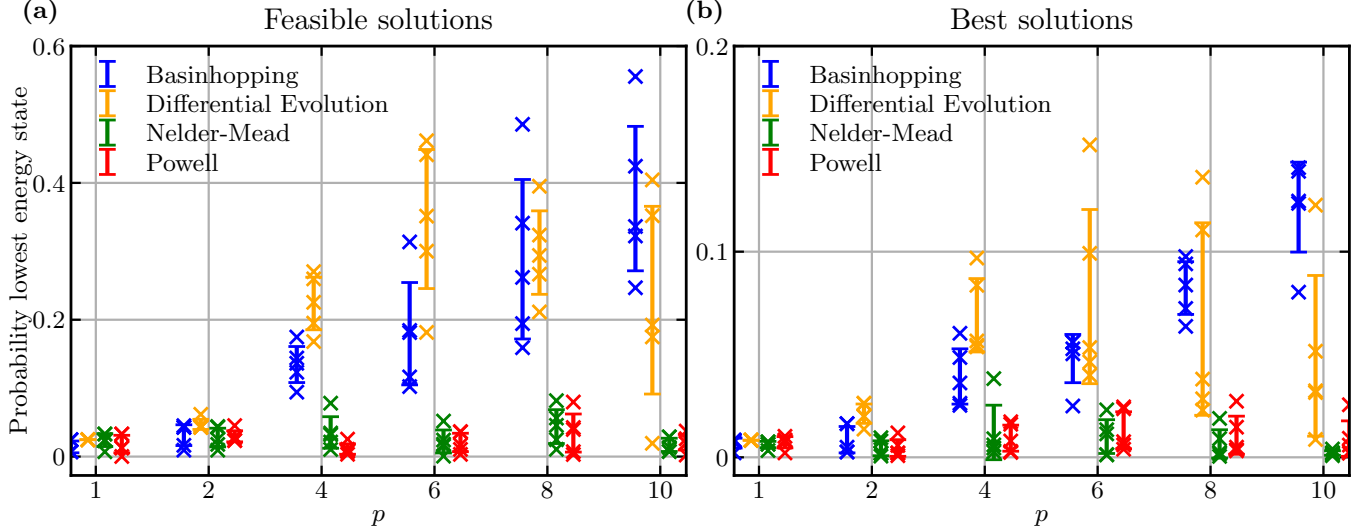 (a) Feasible solutions
Probability lowest energy state
0.6
0.4
0.2
0
Basinhopping
Differential Evolution
Nelder-Mead
Powell
1 2 4 6 8 10
p
(b) Best solutions
0.2
0.1
0
Basinhopping
Differential Evolution
Nelder-Mead
Powell
1 2 4 6 8 10
p